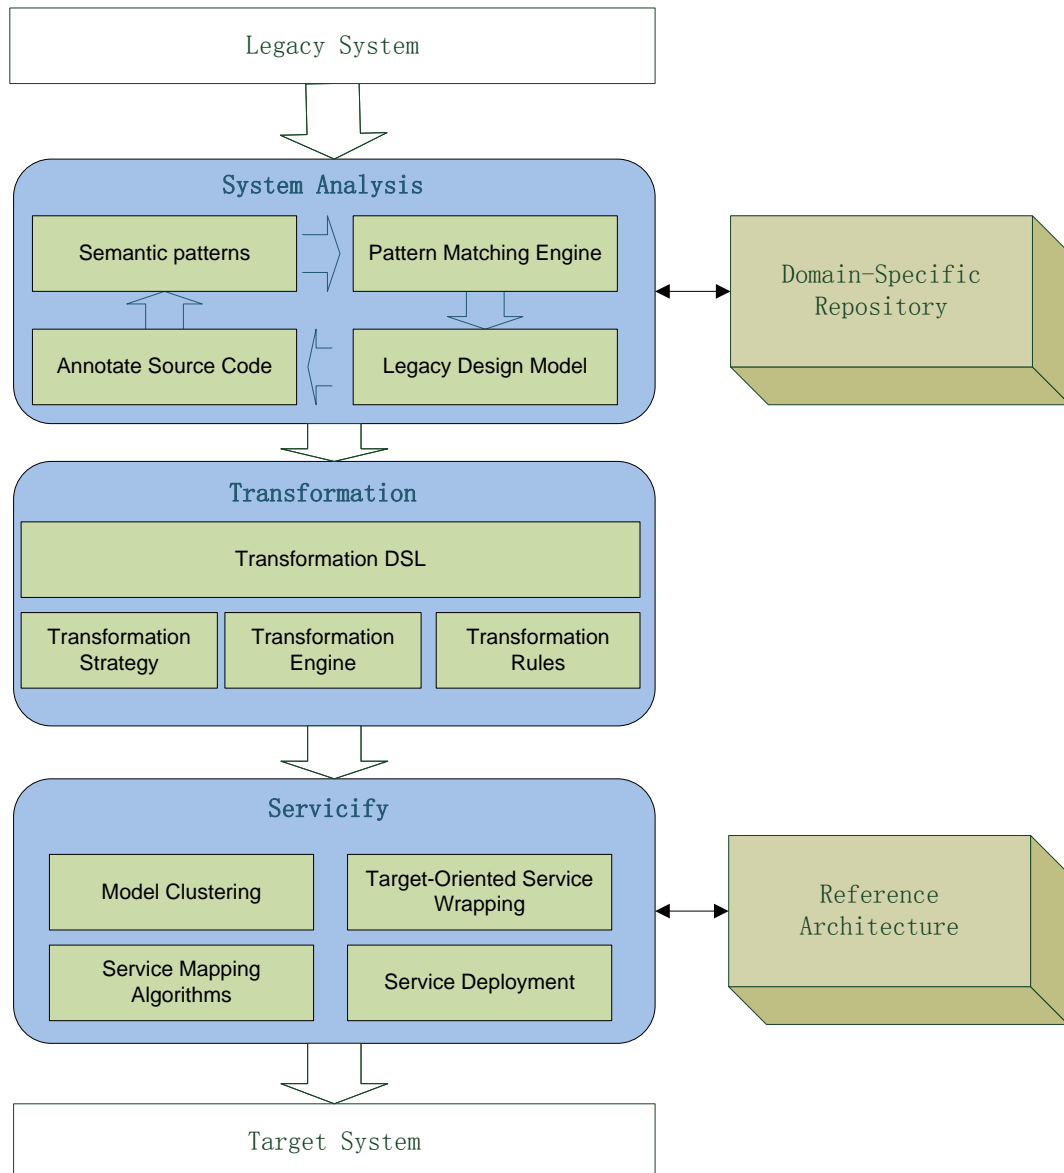 Legacy System
System Analysis
Semantic patterns
Pattern Matching Engine
Annotate Source Code
Legacy Design Model
Domain-Specific
Repository
Transformation
Transformation DSL
Transformation
Strategy
Transformation
Engine
Transformation
Rules
Servicify
Model Clustering
Target-Oriented Service
Wrapping
Service Mapping
Algorithms
Service Deployment
Reference
Architecture
Target System